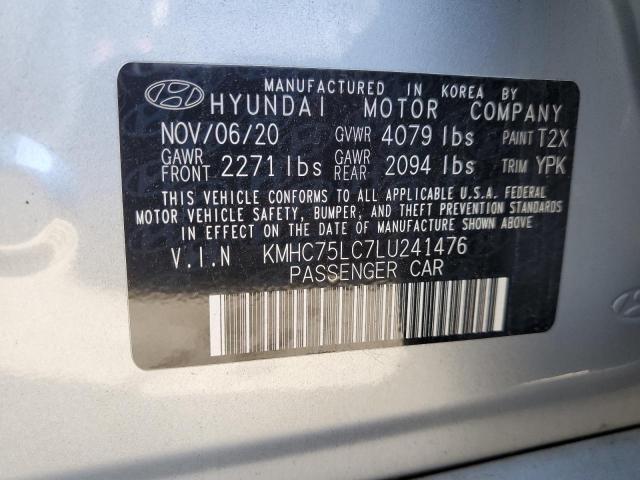 MANUFACTURED IN KOREA BY
HYUNDAI MOTOR COMPANY
NOV/06/20 GVWR 4079 lbs PAINT T2X
GAWR FRONT 2271 lbs GAWR REAR 2094 lbs TRIM YPK
THIS VEHICLE CONFORMS TO ALL APPLICABLE U.S.A. FEDERAL
MOTOR VEHICLE SAFETY, BUMPER, AND THEFT PREVENTION STANDARDS
IN EFFECT ON THE DATE OF MANUFACTURE SHOWN ABOVE
V.I.N KMHC75LC7LU241476
PASSENGER CAR